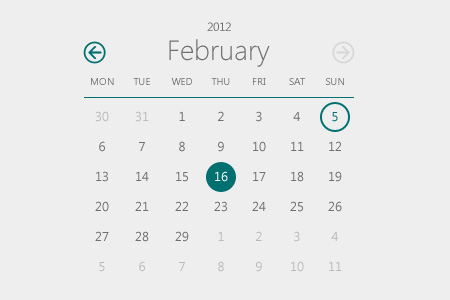 2012
February
MON TUE WED THU FRI SAT SUN
30 31 1 2 3 4 5
6 7 8 9 10 11 12
13 14 15 16 17 18 19
20 21 22 23 24 25 26
27 28 29 1 2 3 4
5 6 7 8 9 10 11